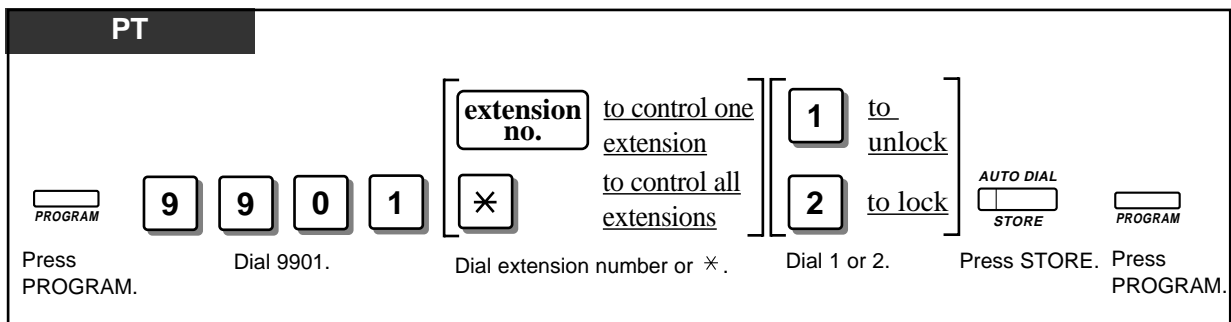 PT
extension
no.
to control one
extension
1
to
unlock
PROGRAM
9
9
0
1
✳
to control all
extensions
2
to lock
AUTO DIAL
STORE
PROGRAM
Press
PROGRAM.
Dial 9901.
Dial extension number or ✳.
Dial 1 or 2.
Press STORE.
Press
PROGRAM.